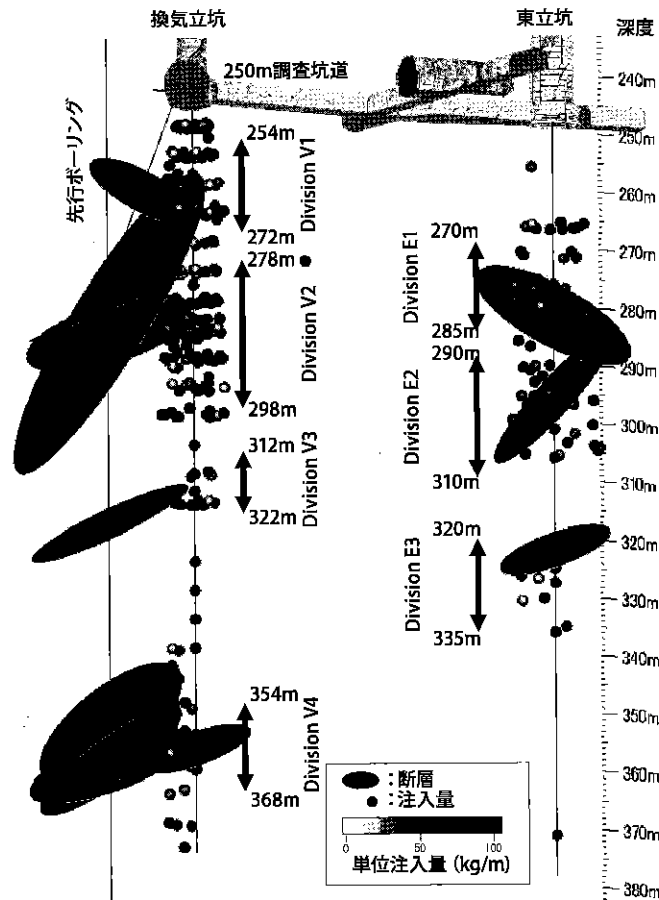 換気立坑
東立坑
深度
250m調査坑道
先行ボーリング
254m
Division V1
272m
278m
Division V2
298m
312m
Division V3
322m
354m
Division V4
368m
270m
Division E1
285m
290m
Division E2
310m
320m
Division E3
335m
240m
250m
260m
270m
280m
290m
300m
310m
320m
330m
340m
350m
360m
370m
380m
:断層
:注入量
0 50 100
単位注入量 (kg/m)